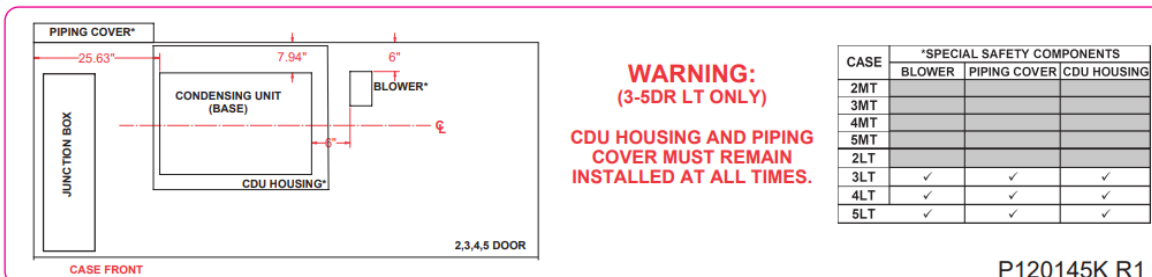 PIPING COVER*
25.63"
7.94"
6"
BLOWER*
CONDENSING UNIT
(BASE)
JUNCTION BOX
℄
6"
CDU HOUSING*
2,3,4,5 DOOR
CASE FRONT
WARNING:
(3-5DR LT ONLY)
CDU HOUSING AND PIPING
COVER MUST REMAIN
INSTALLED AT ALL TIMES.
CASE *SPECIAL SAFETY COMPONENTS
BLOWER PIPING COVER CDU HOUSING
2MT
3MT
4MT
5MT
2LT
3LT ✓ ✓ ✓
4LT ✓ ✓ ✓
5LT ✓ ✓ ✓
P120145K R1